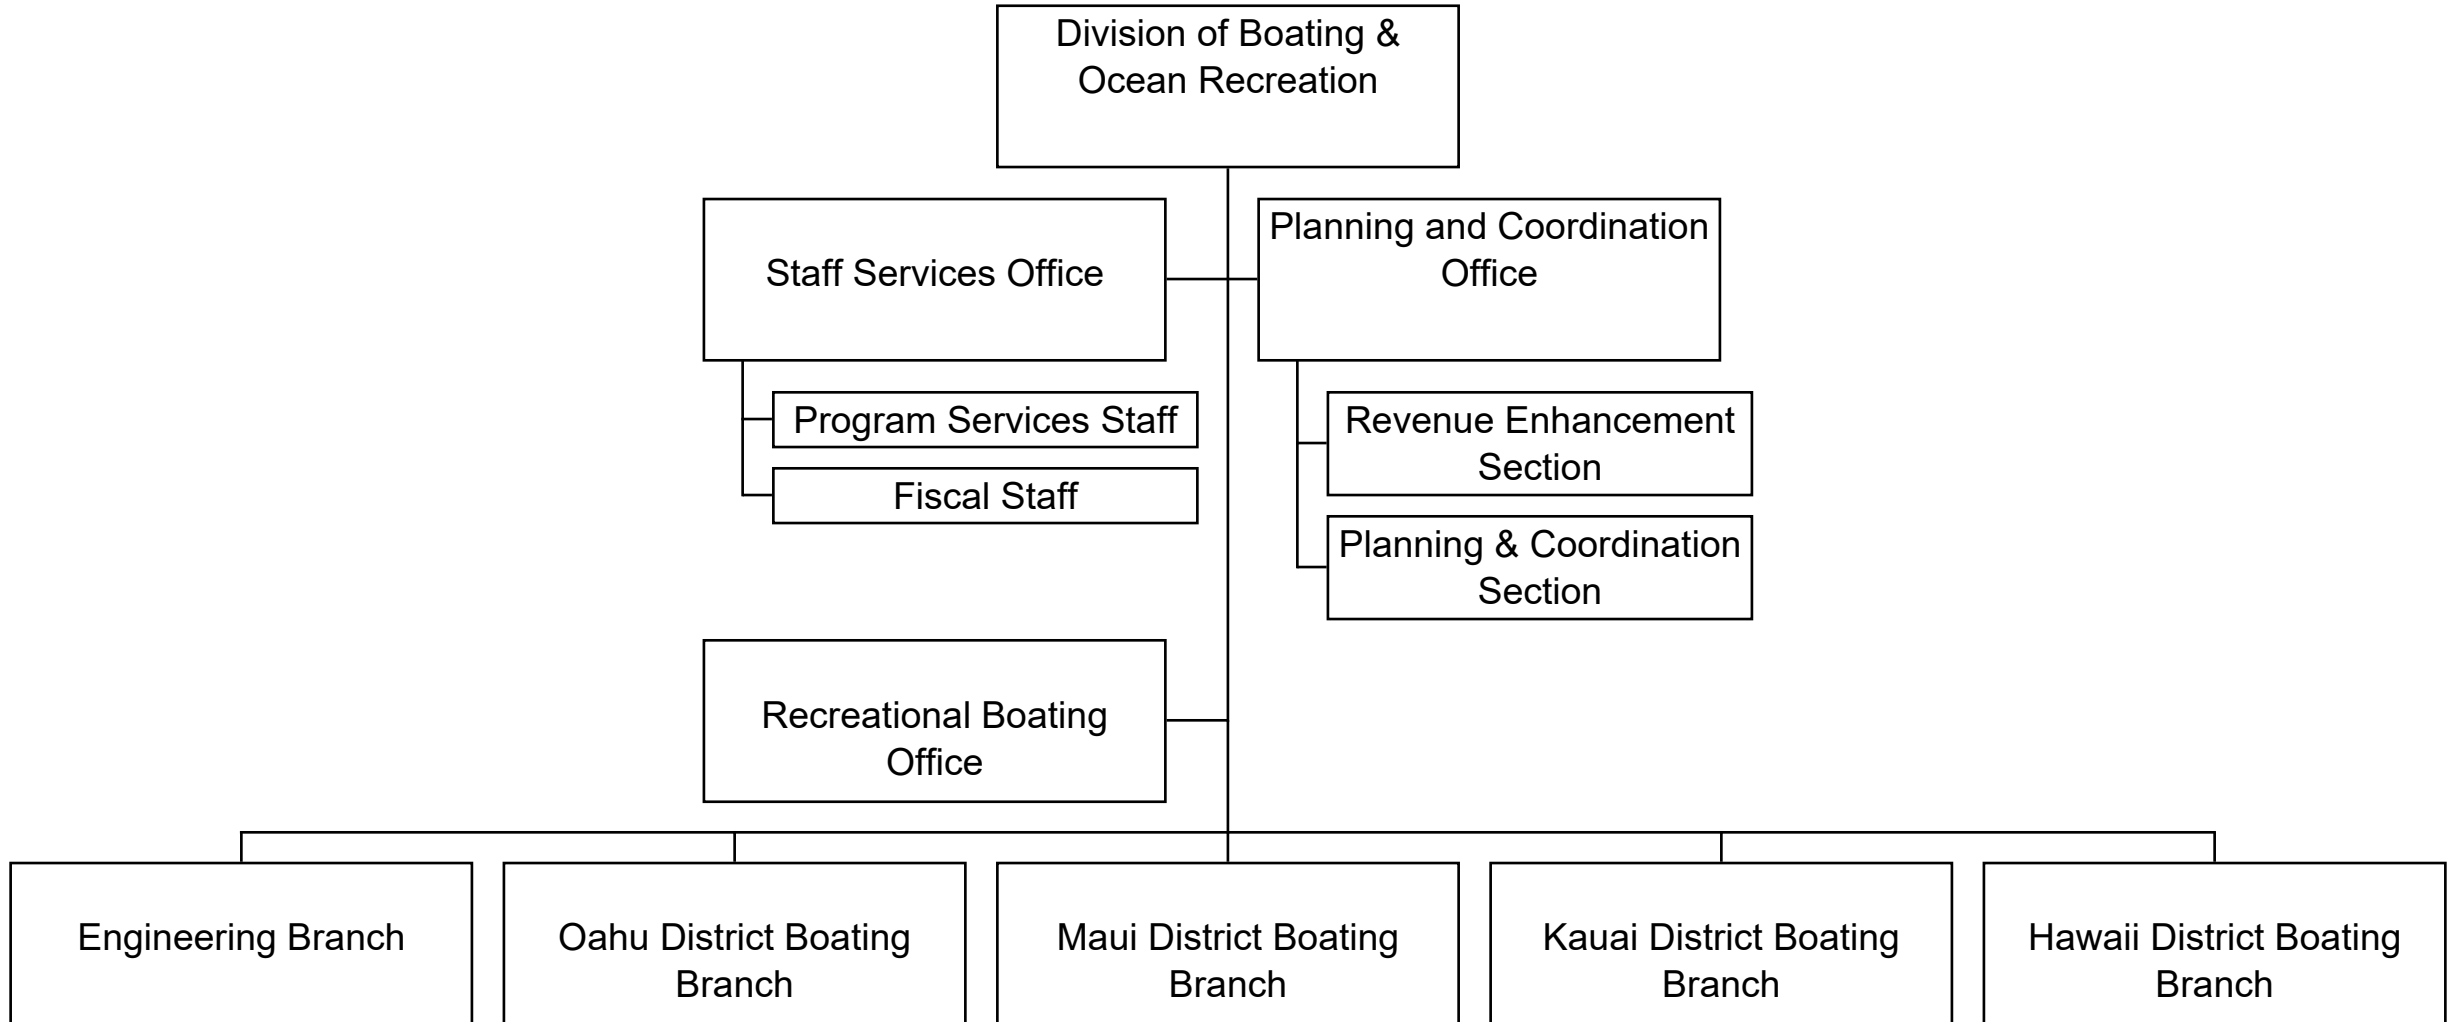 Division of Boating &
Ocean Recreation
Staff Services Office
Planning and Coordination
Office
Program Services Staff
Fiscal Staff
Revenue Enhancement
Section
Planning & Coordination
Section
Recreational Boating
Office
Engineering Branch
Oahu District Boating
Branch
Maui District Boating
Branch
Kauai District Boating
Branch
Hawaii District Boating
Branch